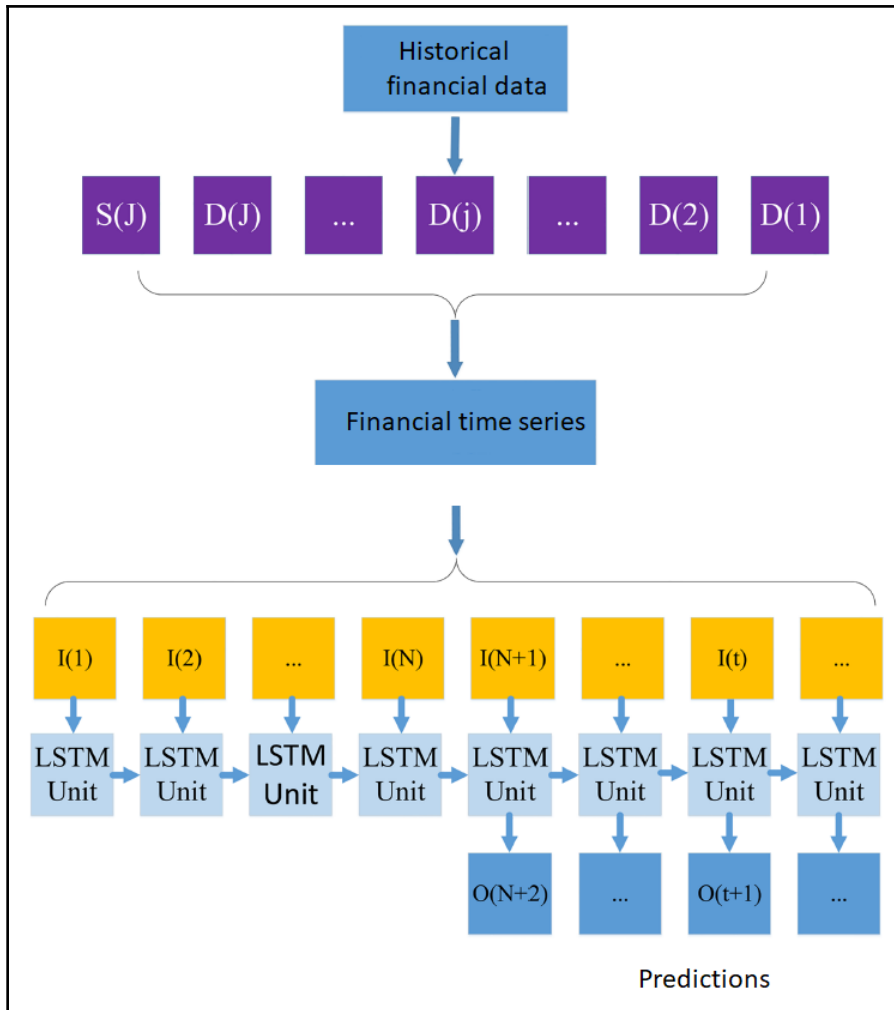 Historical
financial data
S(J) D(J) ... D(j) ... D(2) D(1)
Financial time series
I(1) I(2) ... I(N) I(N+1) ... I(t) ...
LSTM LSTM LSTM LSTM LSTM LSTM LSTM LSTM
Unit Unit Unit Unit Unit Unit Unit Unit
O(N+2) ... O(t+1) ...
Predictions